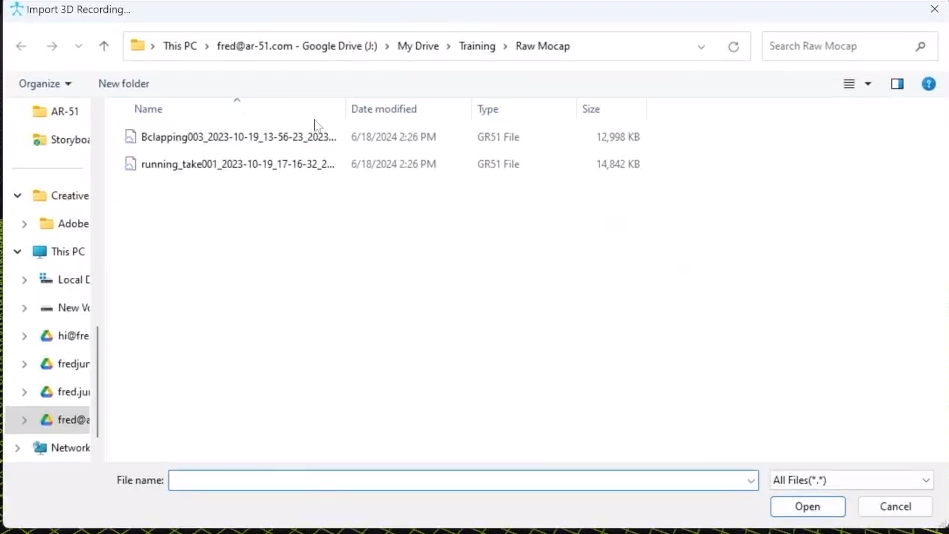 Import 3D Recording...
This PC > fred@ar-51.com - Google Drive (J:) > My Drive > Training > Raw Mocap
Search Raw Mocap
Organize
New folder
AR-51
Storyboa
Creative
Adobe
This PC
Local D
New Vo
hi@fre
fredjun
fred.jun
fred@a
Network
Name Date modified Type Size
Bclapping003_2023-10-19_13-56-23_2023... 6/18/2024 2:26 PM GR51 File 12,998 KB
running_take001_2023-10-19_17-16-32_2... 6/18/2024 2:26 PM GR51 File 14,842 KB
File name:
All Files(*.*)
Open
Cancel